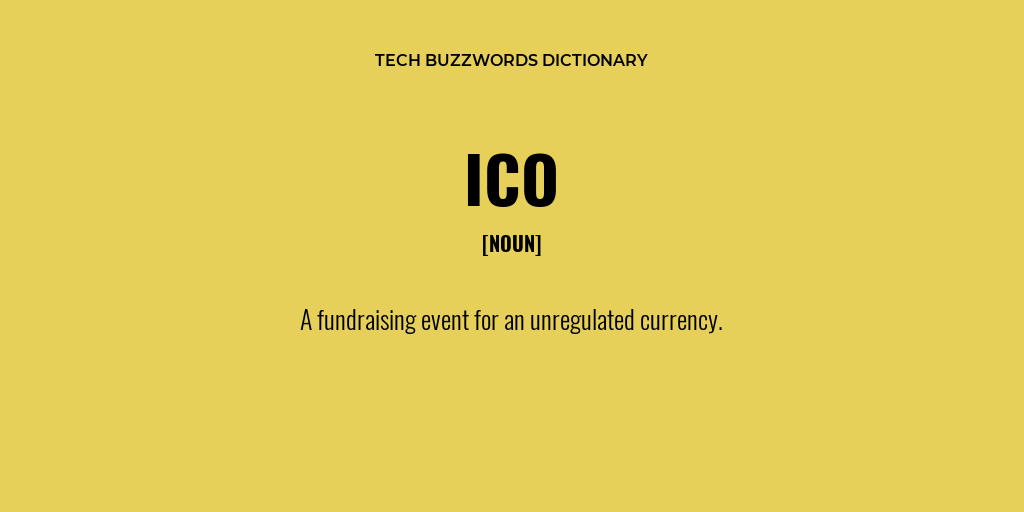 TECH BUZZWORDS DICTIONARY
ICO
[NOUN]
A fundraising event for an unregulated currency.